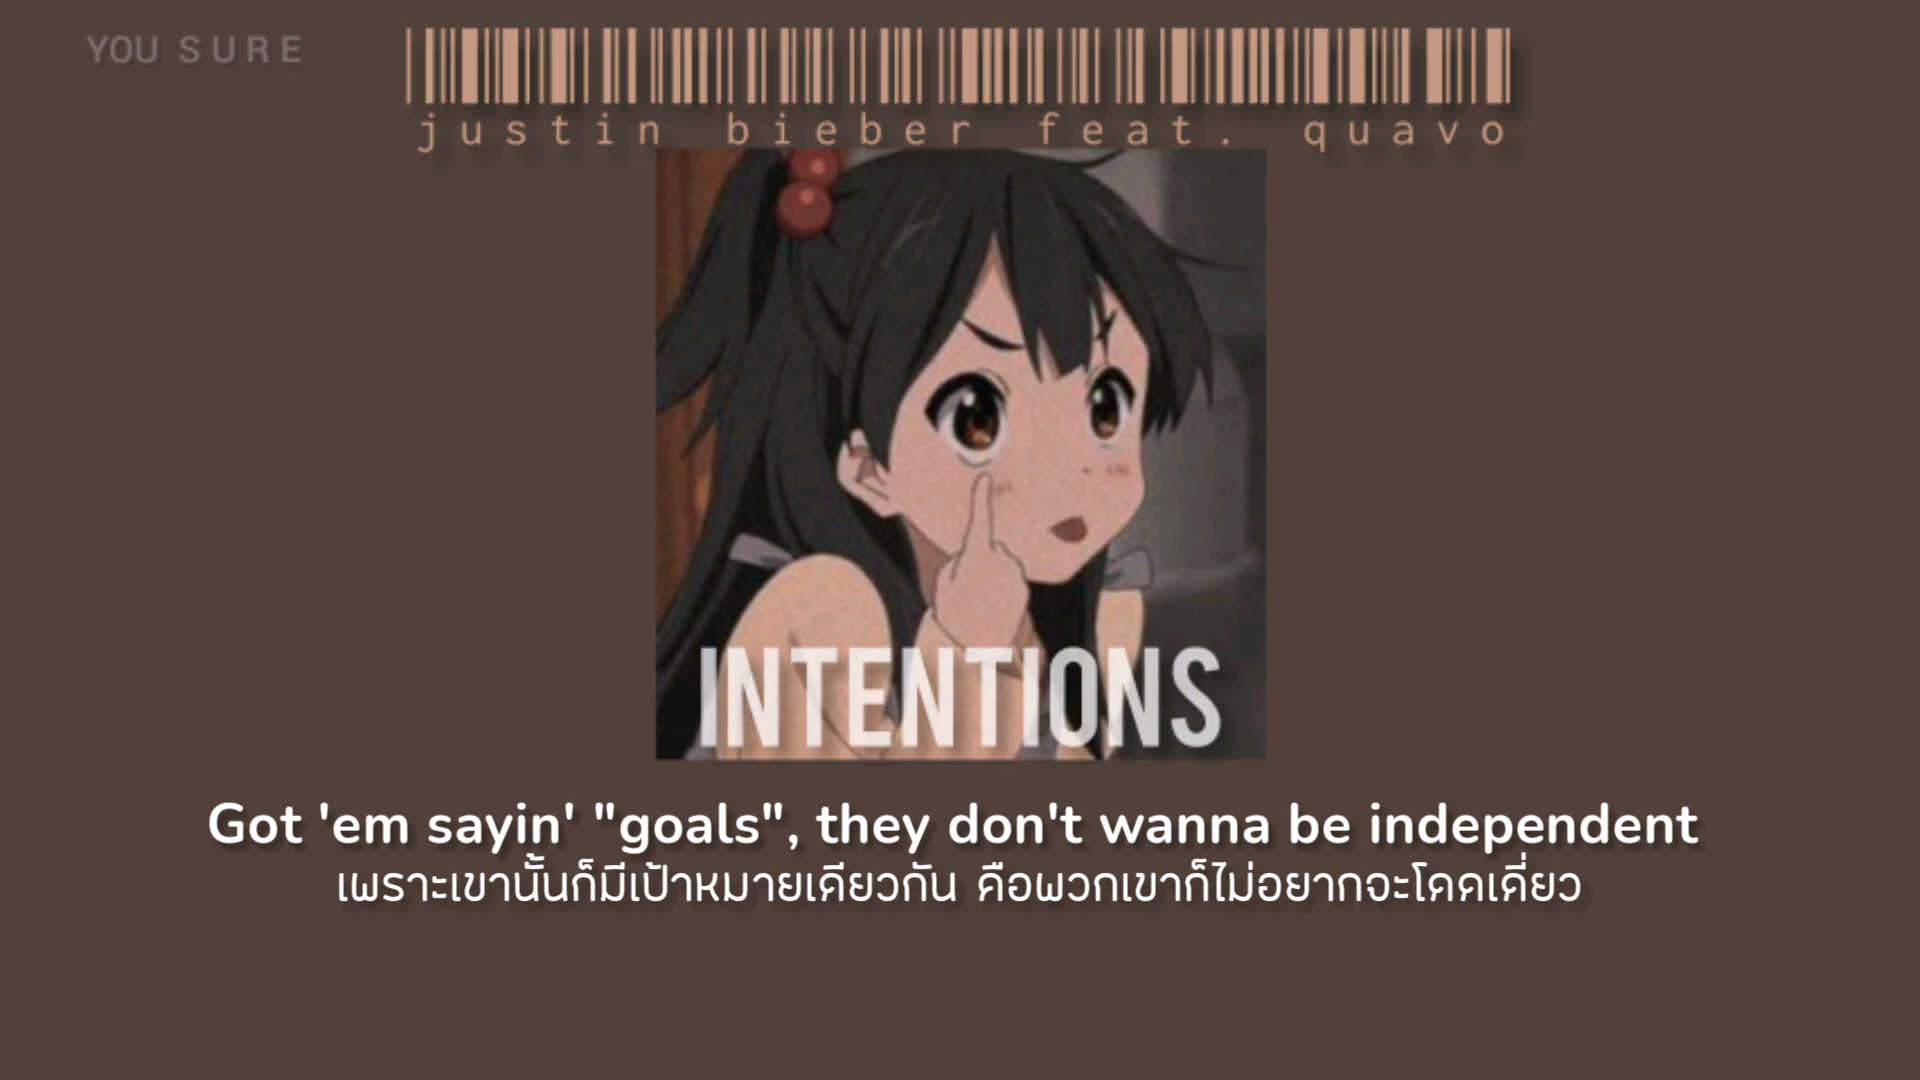 YOU SURE
justin bieber feat. quavo
INTENTIONS
Got 'em sayin' "goals", they don't wanna be independent
เพราะเขานั้นก็มีเป้าหมายเดียวกัน คือพวกเขาก็ไม่อยากจะโดดเดี่ยว